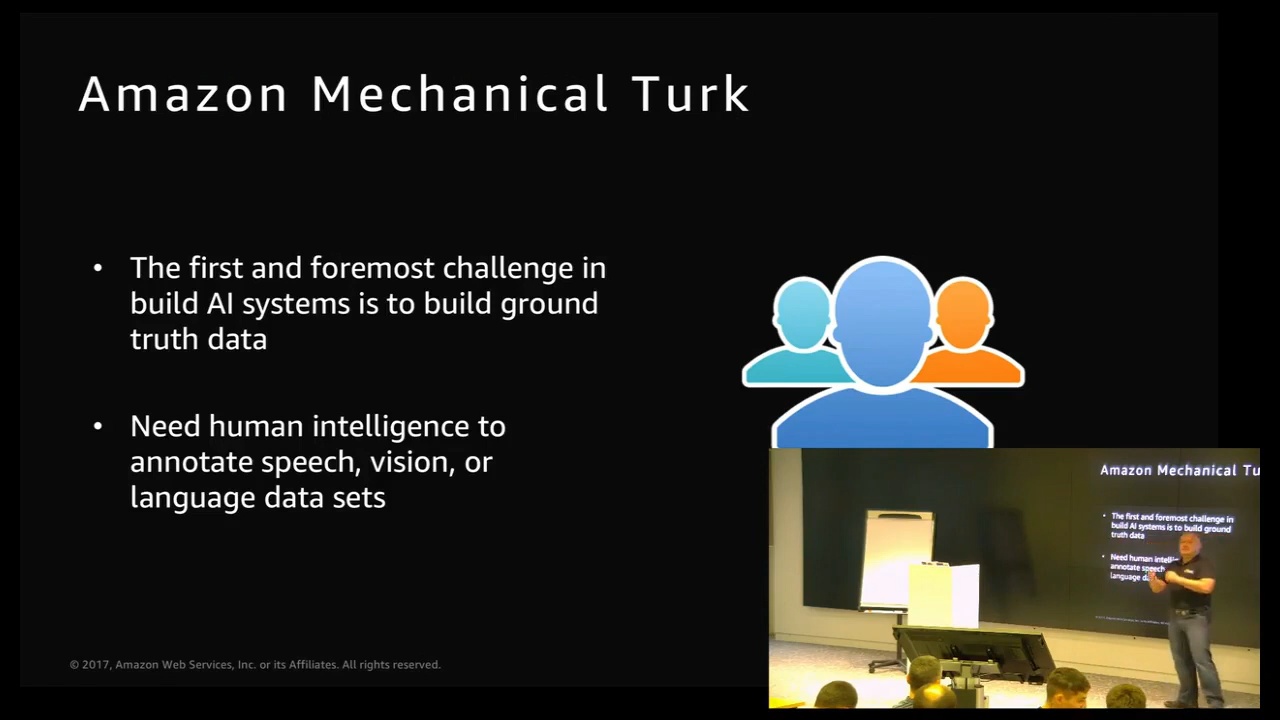 Amazon Mechanical Turk
• The first and foremost challenge in
build AI systems is to build ground
truth data
• Need human intelligence to
annotate speech, vision, or
language data sets
© 2017, Amazon Web Services, Inc. or its Affiliates. All rights reserved.
Amazon Mechanical Tu
• The first and foremost challenge in
build AI systems is to build ground
truth data
• Need human intelli
annotate speech
language d